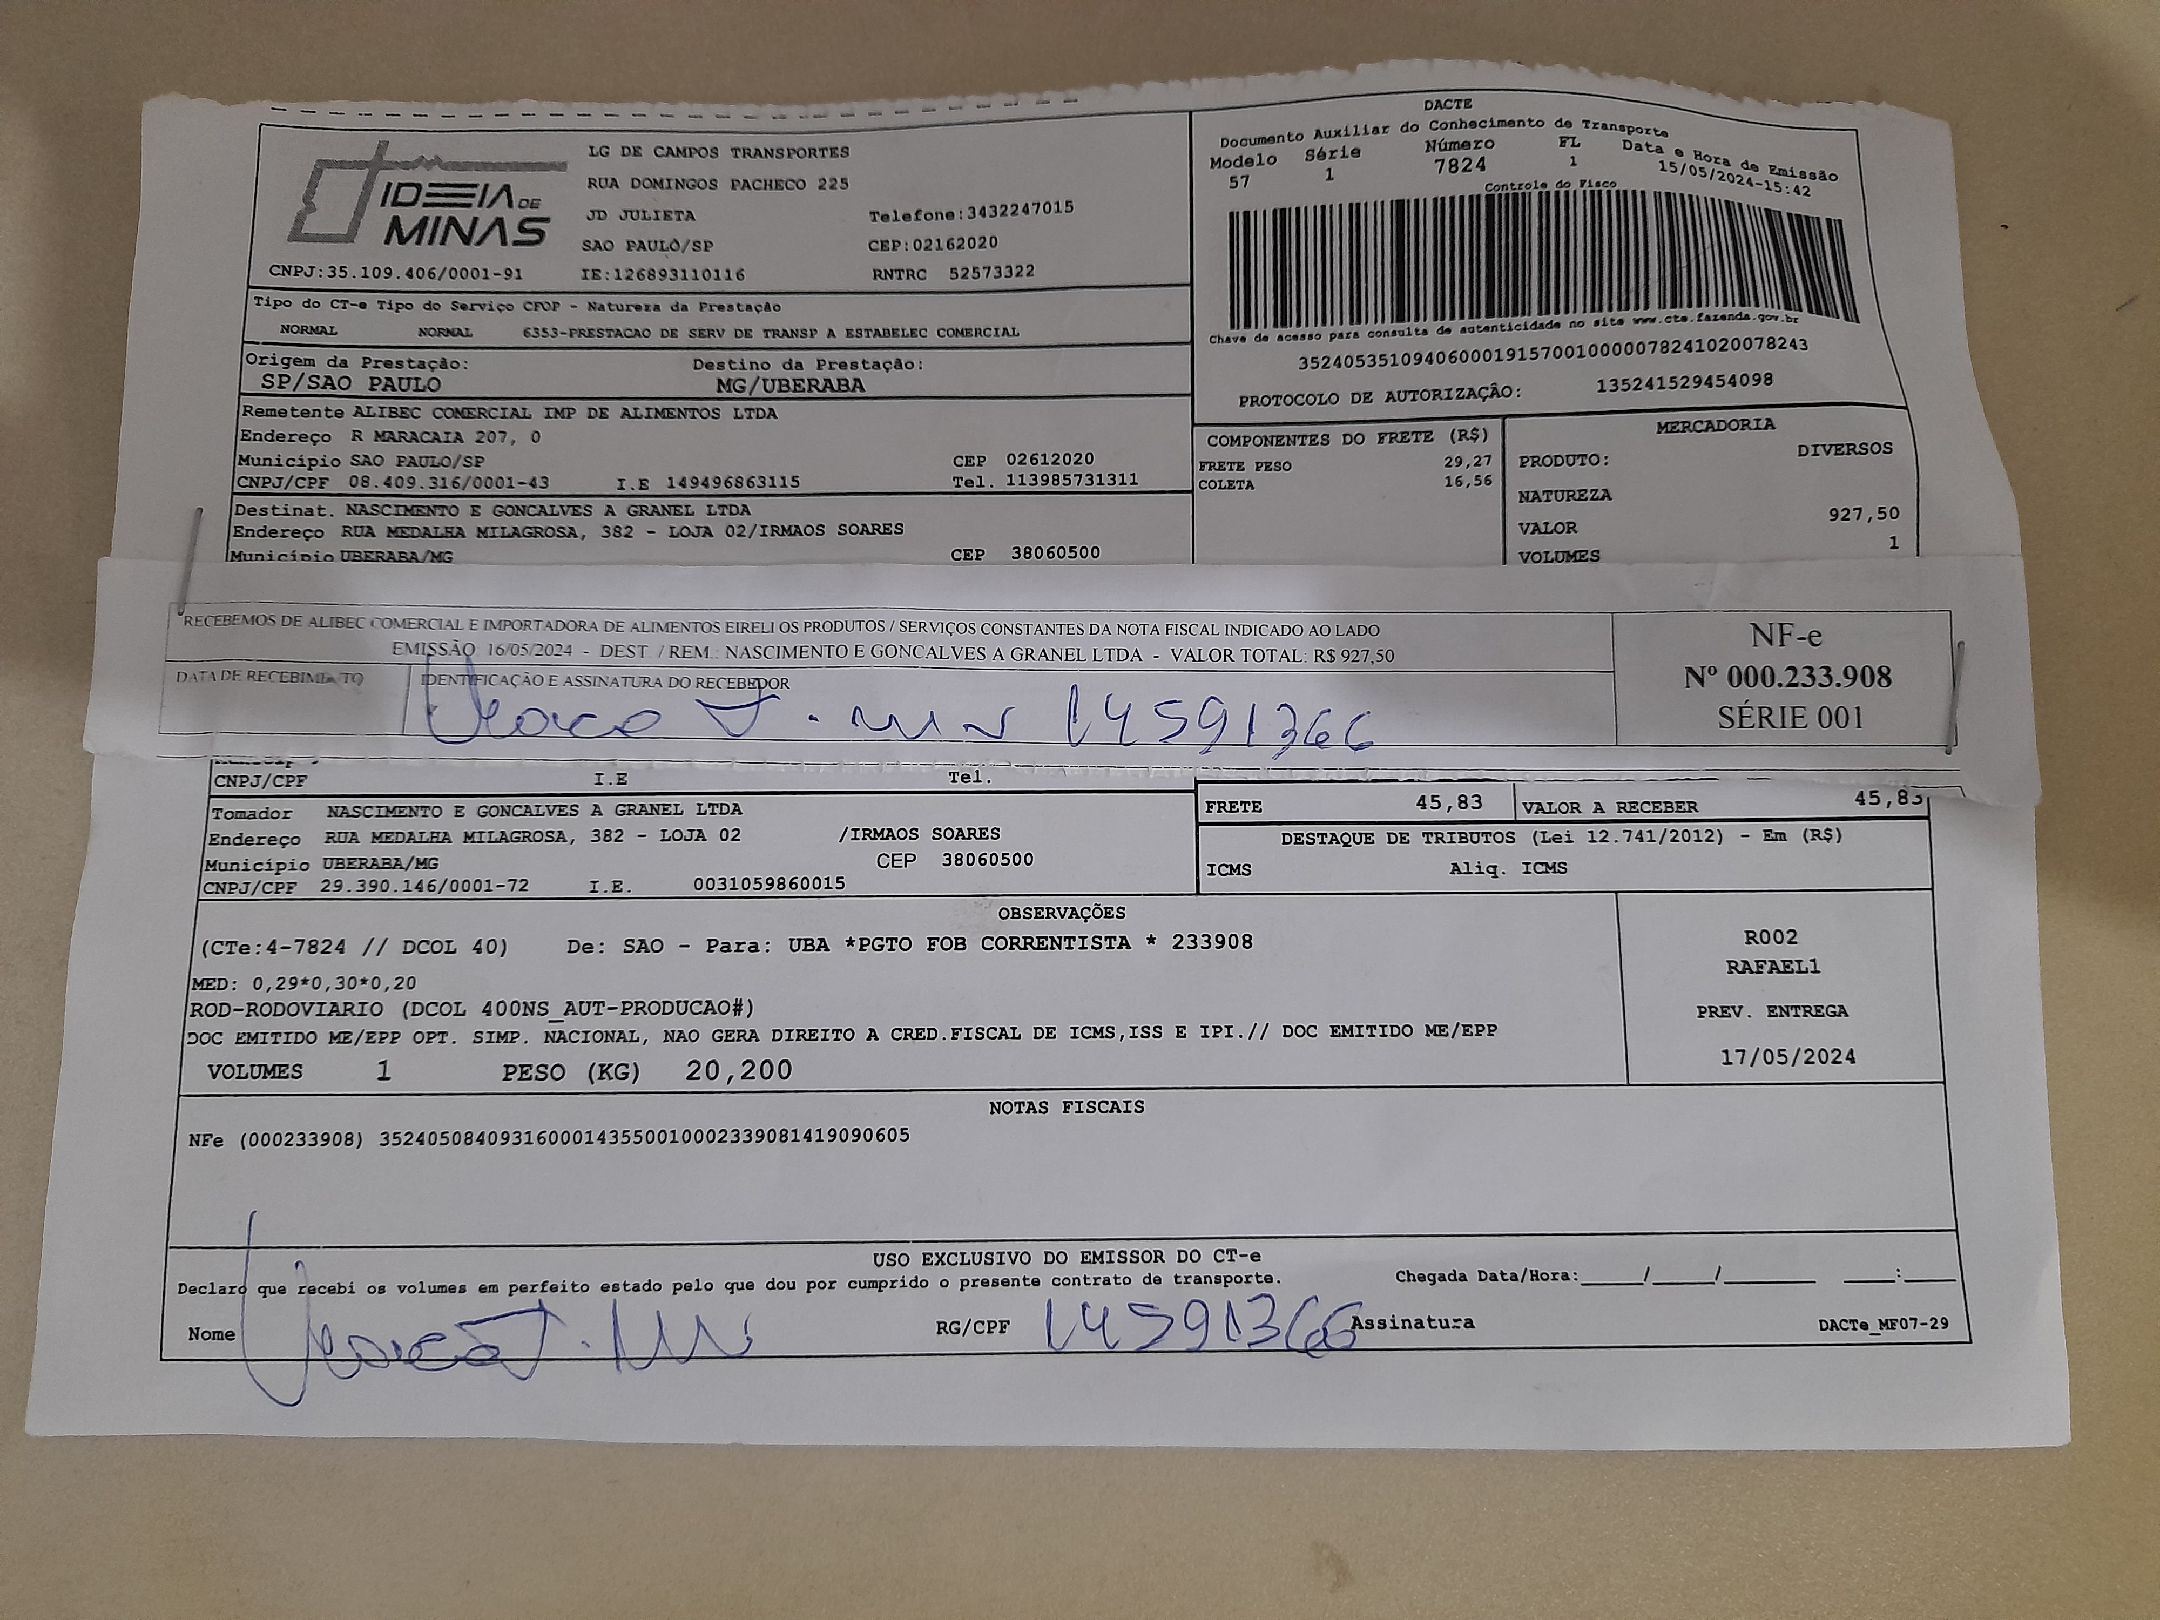 IDEIA DE MINAS
CNPJ:35.109.406/0001-91
LG DE CAMPOS TRANSPORTES
RUA DOMINGOS PACHECO 225
JD JULIETA Telefone:3432247015
SAO PAULO/SP CEP:02162020
IE:126893110116 RNTRC 52573322
DACTE
Documento Auxiliar do Conhecimento de Transporte
Modelo Série Número FL Data e Hora de Emissão
57 1 7824 1 15/05/2024-15:42
Controle do Fisco
Chave de acesso para consulta de autenticidade no site www.cte.fazenda.gov.br
35240535109406000191570010000078241020078243
PROTOCOLO DE AUTORIZAÇÃO: 135241529454098
Tipo do CT-e Tipo do Serviço CFOP - Natureza da Prestação
NORMAL NORMAL 6353-PRESTACAO DE SERV DE TRANSP A ESTABELEC COMERCIAL
Origem da Prestação: Destino da Prestação:
SP/SAO PAULO MG/UBERABA
Remetente ALIBEC COMERCIAL IMP DE ALIMENTOS LTDA
Endereço R MARACAIA 207, 0
Município SAO PAULO/SP CEP 02612020
CNPJ/CPF 08.409.316/0001-43 I.E 149496863115 Tel. 113985731311
Destinat. NASCIMENTO E GONCALVES A GRANEL LTDA
Endereço RUA MEDALHA MILAGROSA, 382 - LOJA 02/IRMAOS SOARES
Município UBERABA/MG CEP 38060500
COMPONENTES DO FRETE (R$)
FRETE PESO 29,27
COLETA 16,56
MERCADORIA
PRODUTO: DIVERSOS
NATUREZA
VALOR 927,50
VOLUMES 1
RECEBEMOS DE ALIBEC COMERCIAL E IMPORTADORA DE ALIMENTOS EIRELI OS PRODUTOS / SERVIÇOS CONSTANTES DA NOTA FISCAL INDICADO AO LADO
EMISSÃO 16/05/2024 - DEST. / REM.: NASCIMENTO E GONCALVES A GRANEL LTDA - VALOR TOTAL: R$ 927,50
DATA DE RECEBIMENTO IDENTIFICAÇÃO E ASSINATURA DO RECEBEDOR
14591366
NF-e
Nº 000.233.908
SÉRIE 001
CNPJ/CPF I.E Tel.
Tomador NASCIMENTO E GONCALVES A GRANEL LTDA
Endereço RUA MEDALHA MILAGROSA, 382 - LOJA 02 /IRMAOS SOARES
Município UBERABA/MG CEP 38060500
CNPJ/CPF 29.390.146/0001-72 I.E. 0031059860015
FRETE 45,83 VALOR A RECEBER 45,83
DESTAQUE DE TRIBUTOS (Lei 12.741/2012) - Em (R$)
ICMS Aliq. ICMS
OBSERVAÇÕES
(CTe:4-7824 // DCOL 40) De: SAO - Para: UBA *PGTO FOB CORRENTISTA * 233908
MED: 0,29*0,30*0,20
ROD-RODOVIARIO (DCOL 400NS_AUT-PRODUCAO#)
DOC EMITIDO ME/EPP OPT. SIMP. NACIONAL, NAO GERA DIREITO A CRED.FISCAL DE ICMS,ISS E IPI.// DOC EMITIDO ME/EPP
VOLUMES 1 PESO (KG) 20,200
R002
RAFAEL1
PREV. ENTREGA
17/05/2024
NOTAS FISCAIS
NFe (000233908) 35240508409316000143550010002339081419090605
USO EXCLUSIVO DO EMISSOR DO CT-e
Declaro que recebi os volumes em perfeito estado pelo que dou por cumprido o presente contrato de transporte. Chegada Data/Hora:____/____/______ ___:___
Nome RG/CPF 14591366 Assinatura DACTe_MF07-29